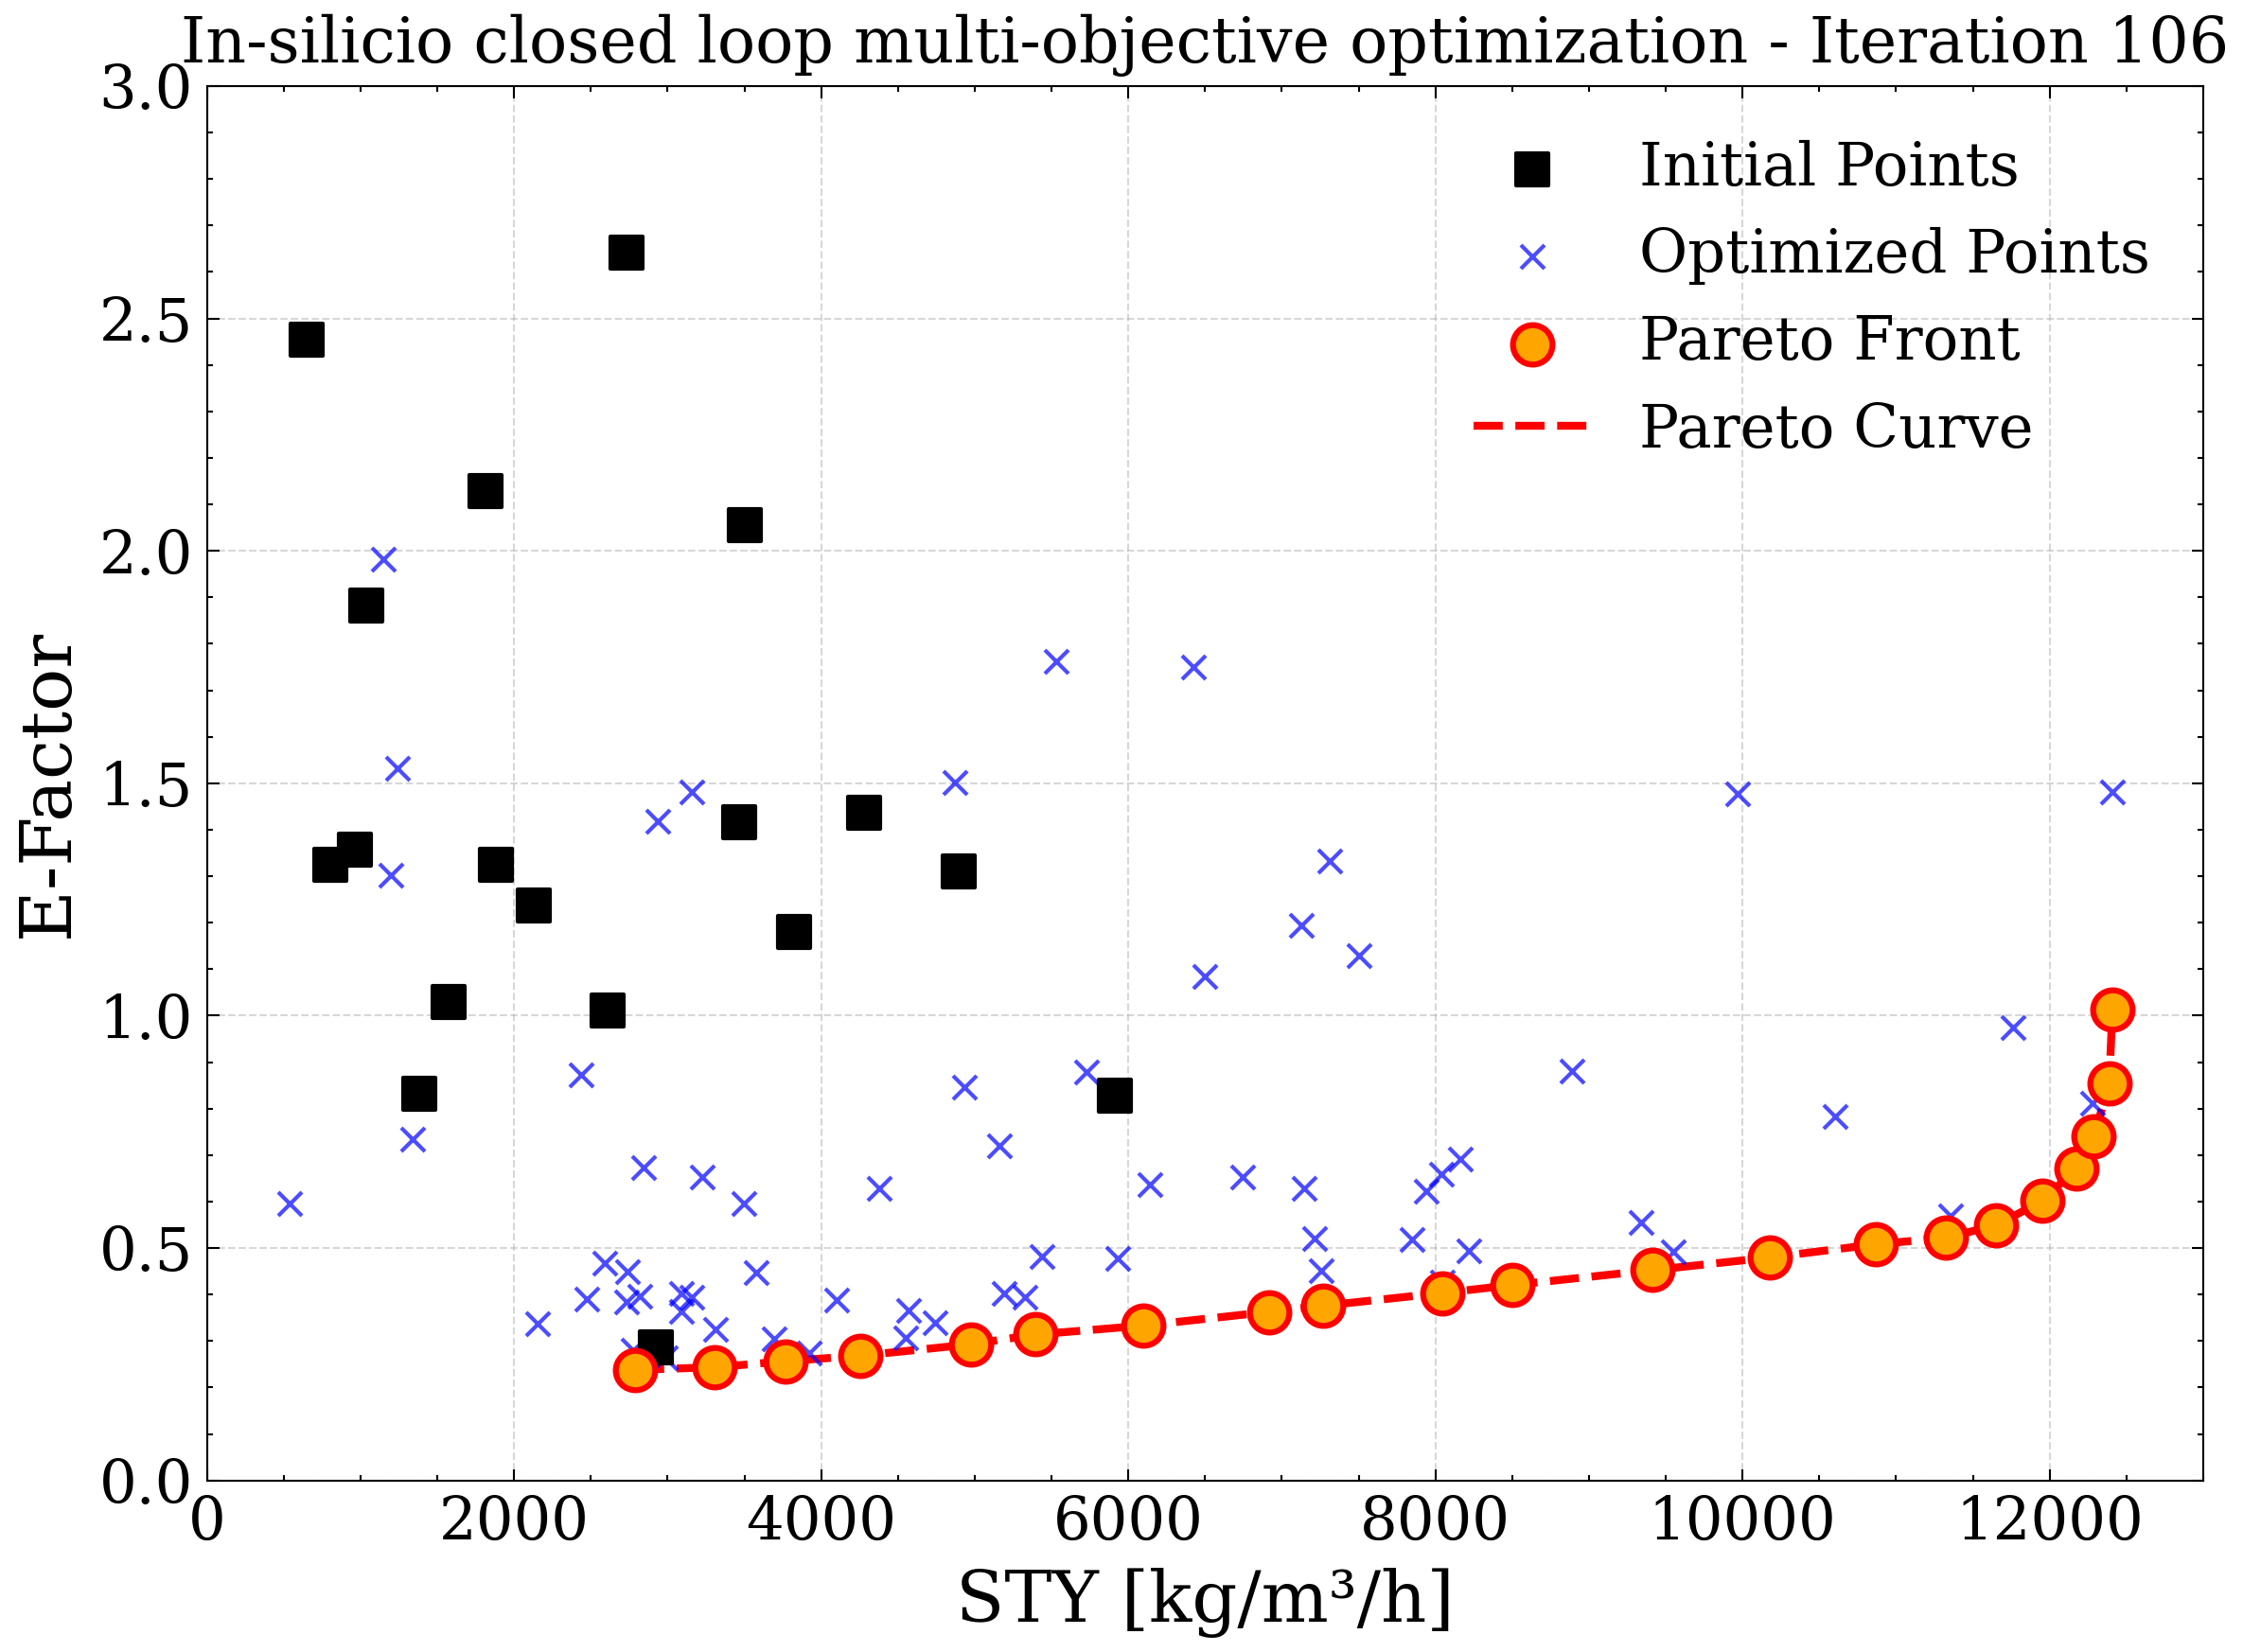 In-silicio closed loop multi-objective optimization - Iteration 106
3.0
2.5
2.0
1.5
1.0
0.5
0.0
E-Factor
Initial Points
Optimized Points
Pareto Front
Pareto Curve
0 2000 4000 6000 8000 10000 12000
STY [kg/m³/h]